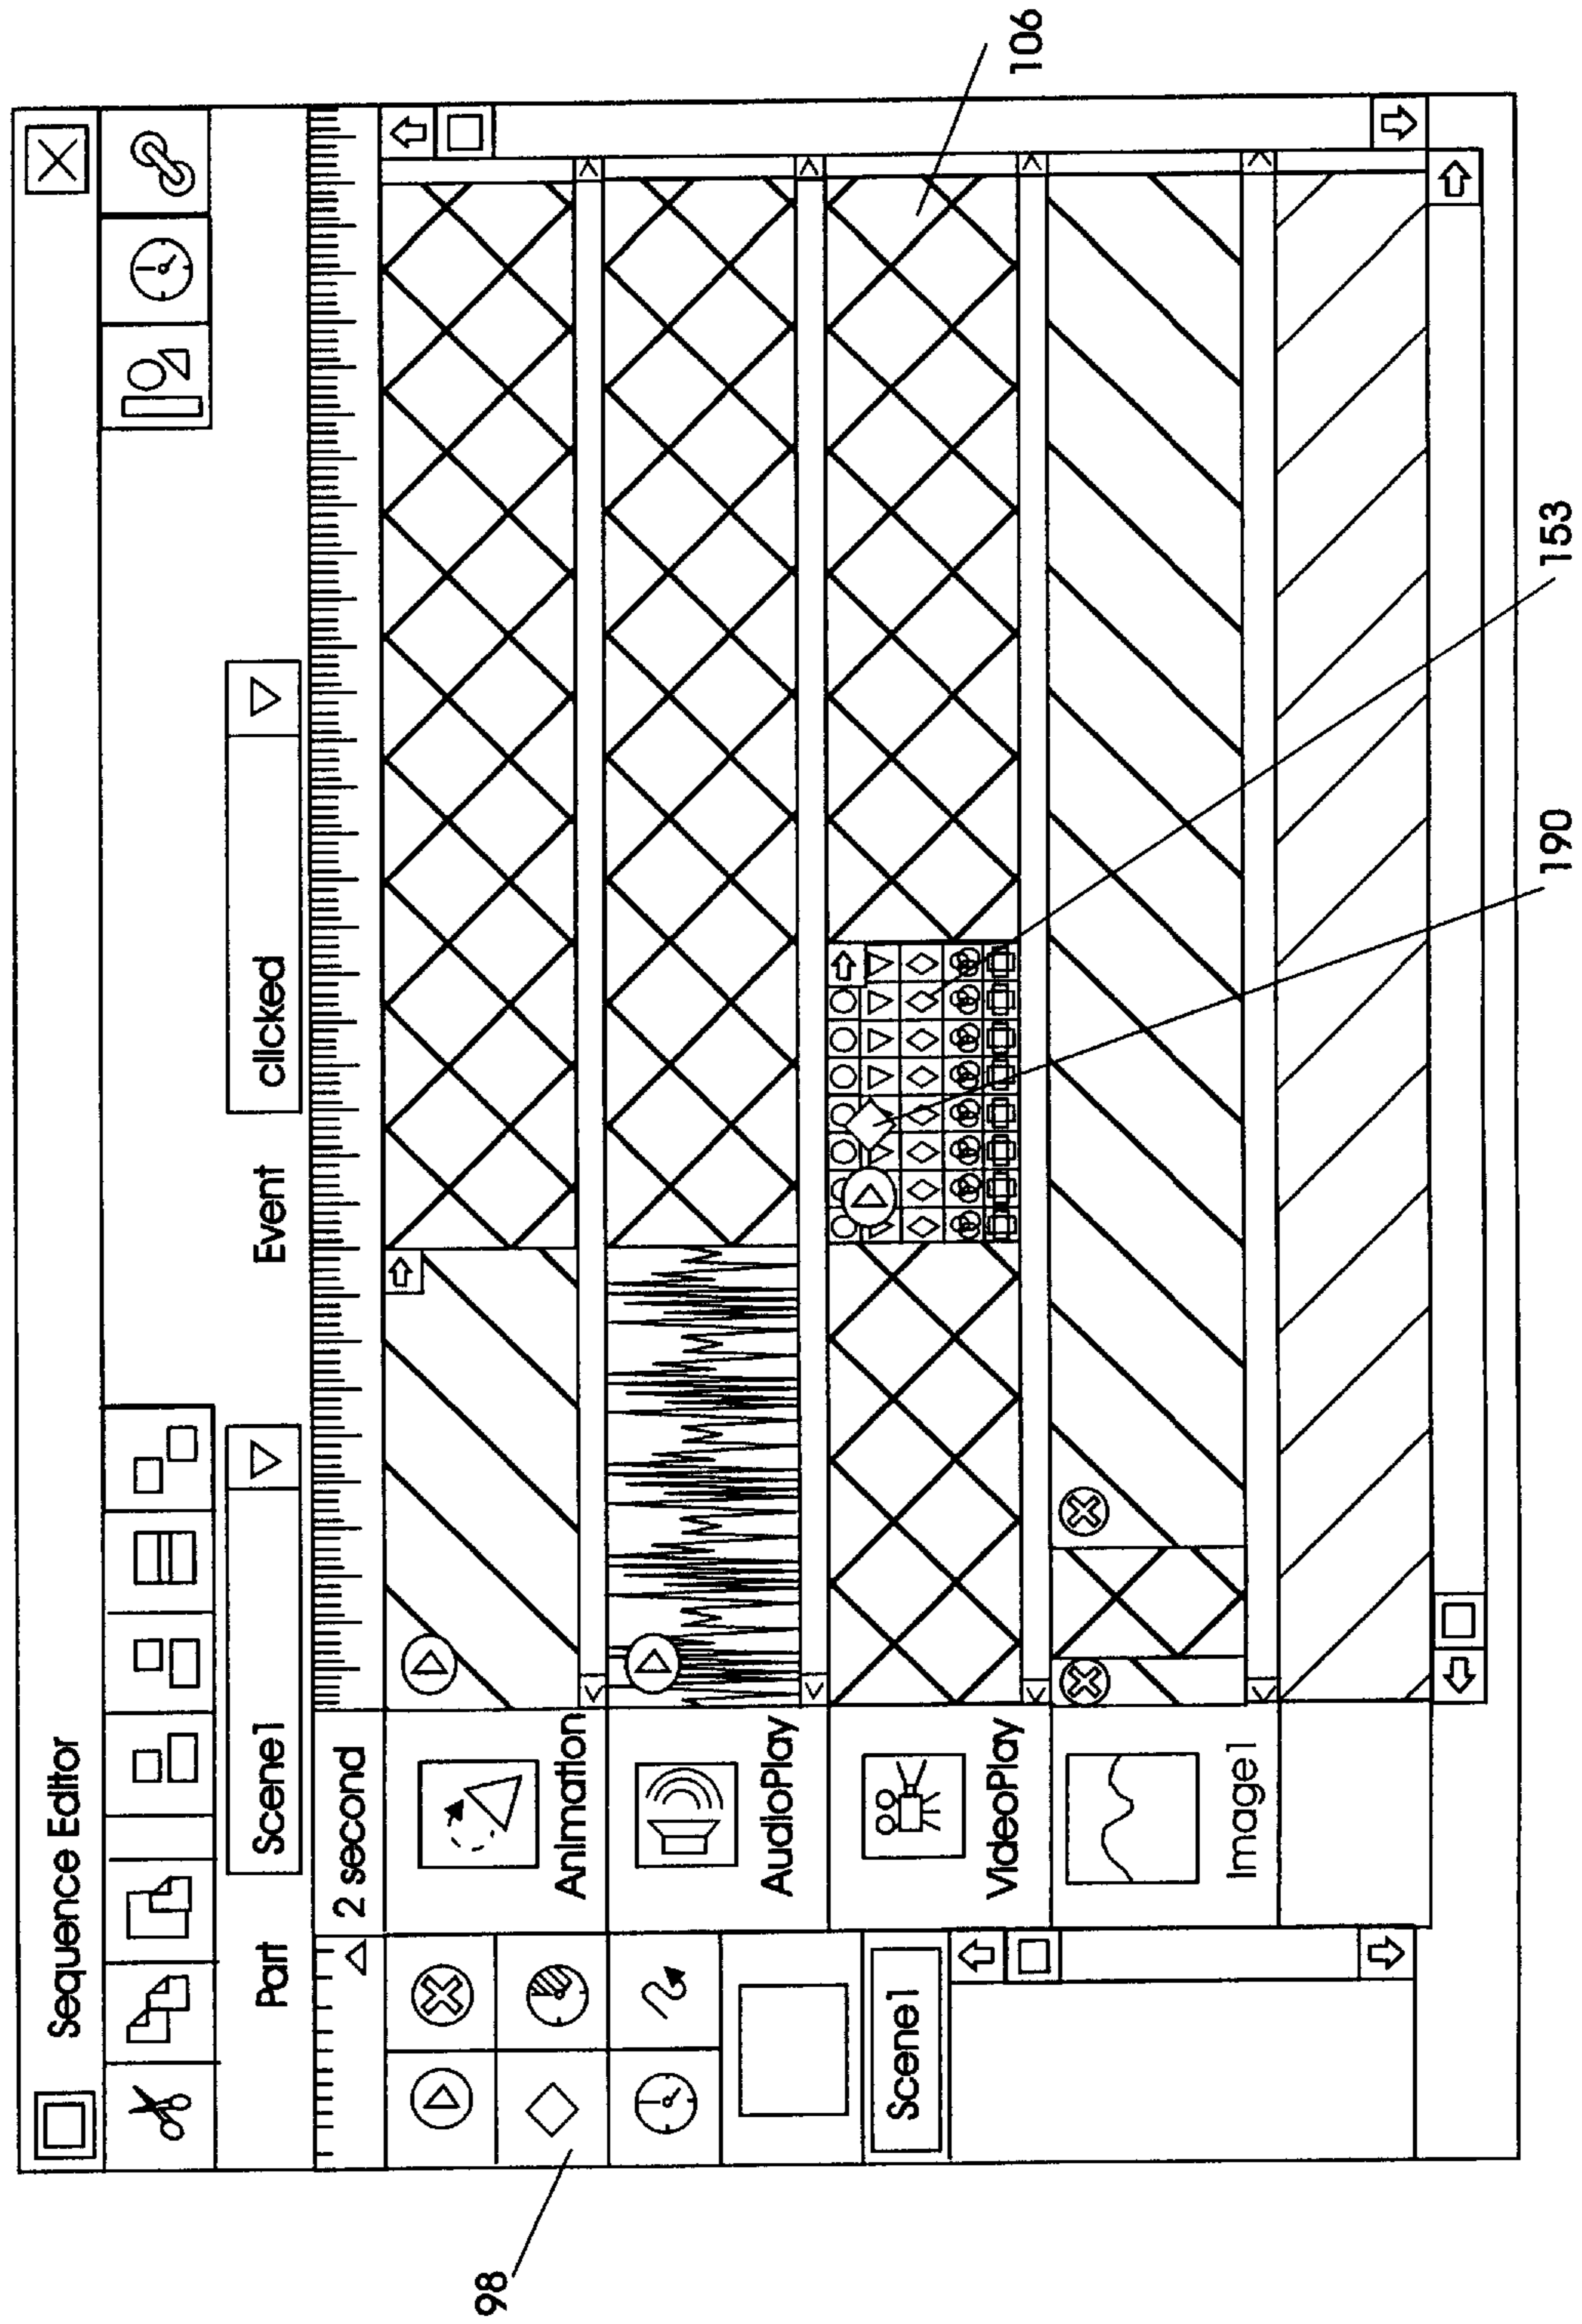 Sequence Editor
Part Scene1 Event clicked
2 second
Animation
AudioPlay
Scene1
VideoPlay
Image1
98
106
153
190